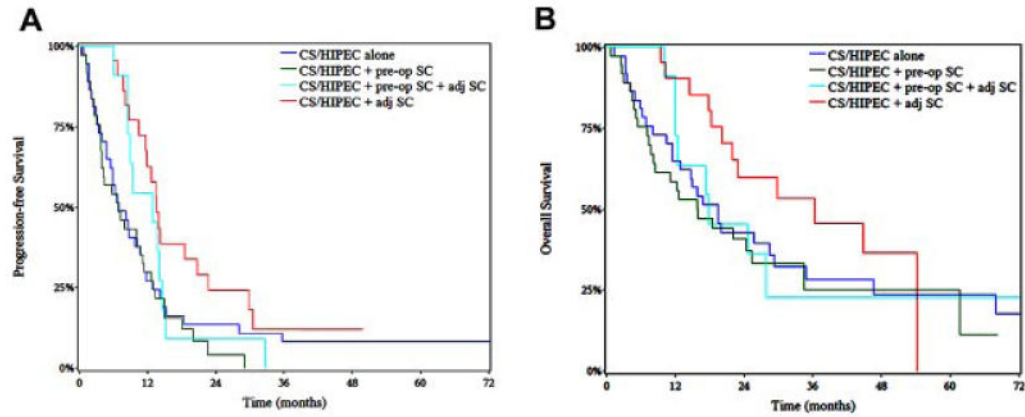 A
Progression-free Survival
100%
75%
50%
25%
0%
CS/HIPEC alone
CS/HIPEC + pre-op SC
CS/HIPEC + pre-op SC + adj SC
CS/HIPEC + adj SC
0 12 24 36 48 60 72
Time (months)
B
Overall Survival
100%
75%
50%
25%
0%
CS/HIPEC alone
CS/HIPEC + pre-op SC
CS/HIPEC + pre-op SC + adj SC
CS/HIPEC + adj SC
0 12 24 36 48 60 72
Time (months)